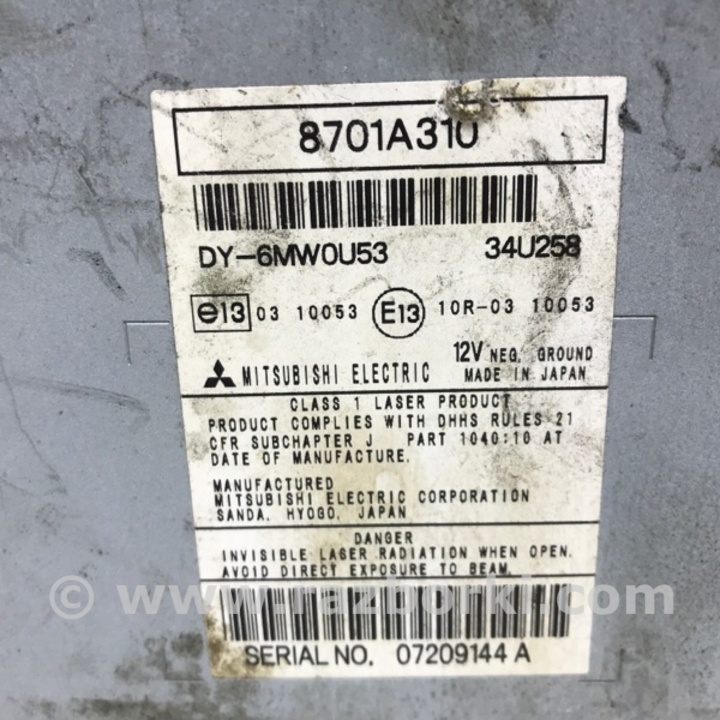 8701A310
DY-6MW0U53 34U258
e13 03 10053 E13 10R-03 10053
12V NEG. GROUND
MITSUBISHI ELECTRIC MADE IN JAPAN
CLASS 1 LASER PRODUCT
PRODUCT COMPLIES WITH DHHS RULES 21
CFR SUBCHAPTER J PART 1040:10 AT
DATE OF MANUFACTURE.
MANUFACTURED
MITSUBISHI ELECTRIC CORPORATION
SANDA, HYOGO, JAPAN
DANGER
INVISIBLE LASER RADIATION WHEN OPEN.
AVOID DIRECT EXPOSURE TO BEAM.
© www.razborki.com
SERIAL NO. 07209144 A